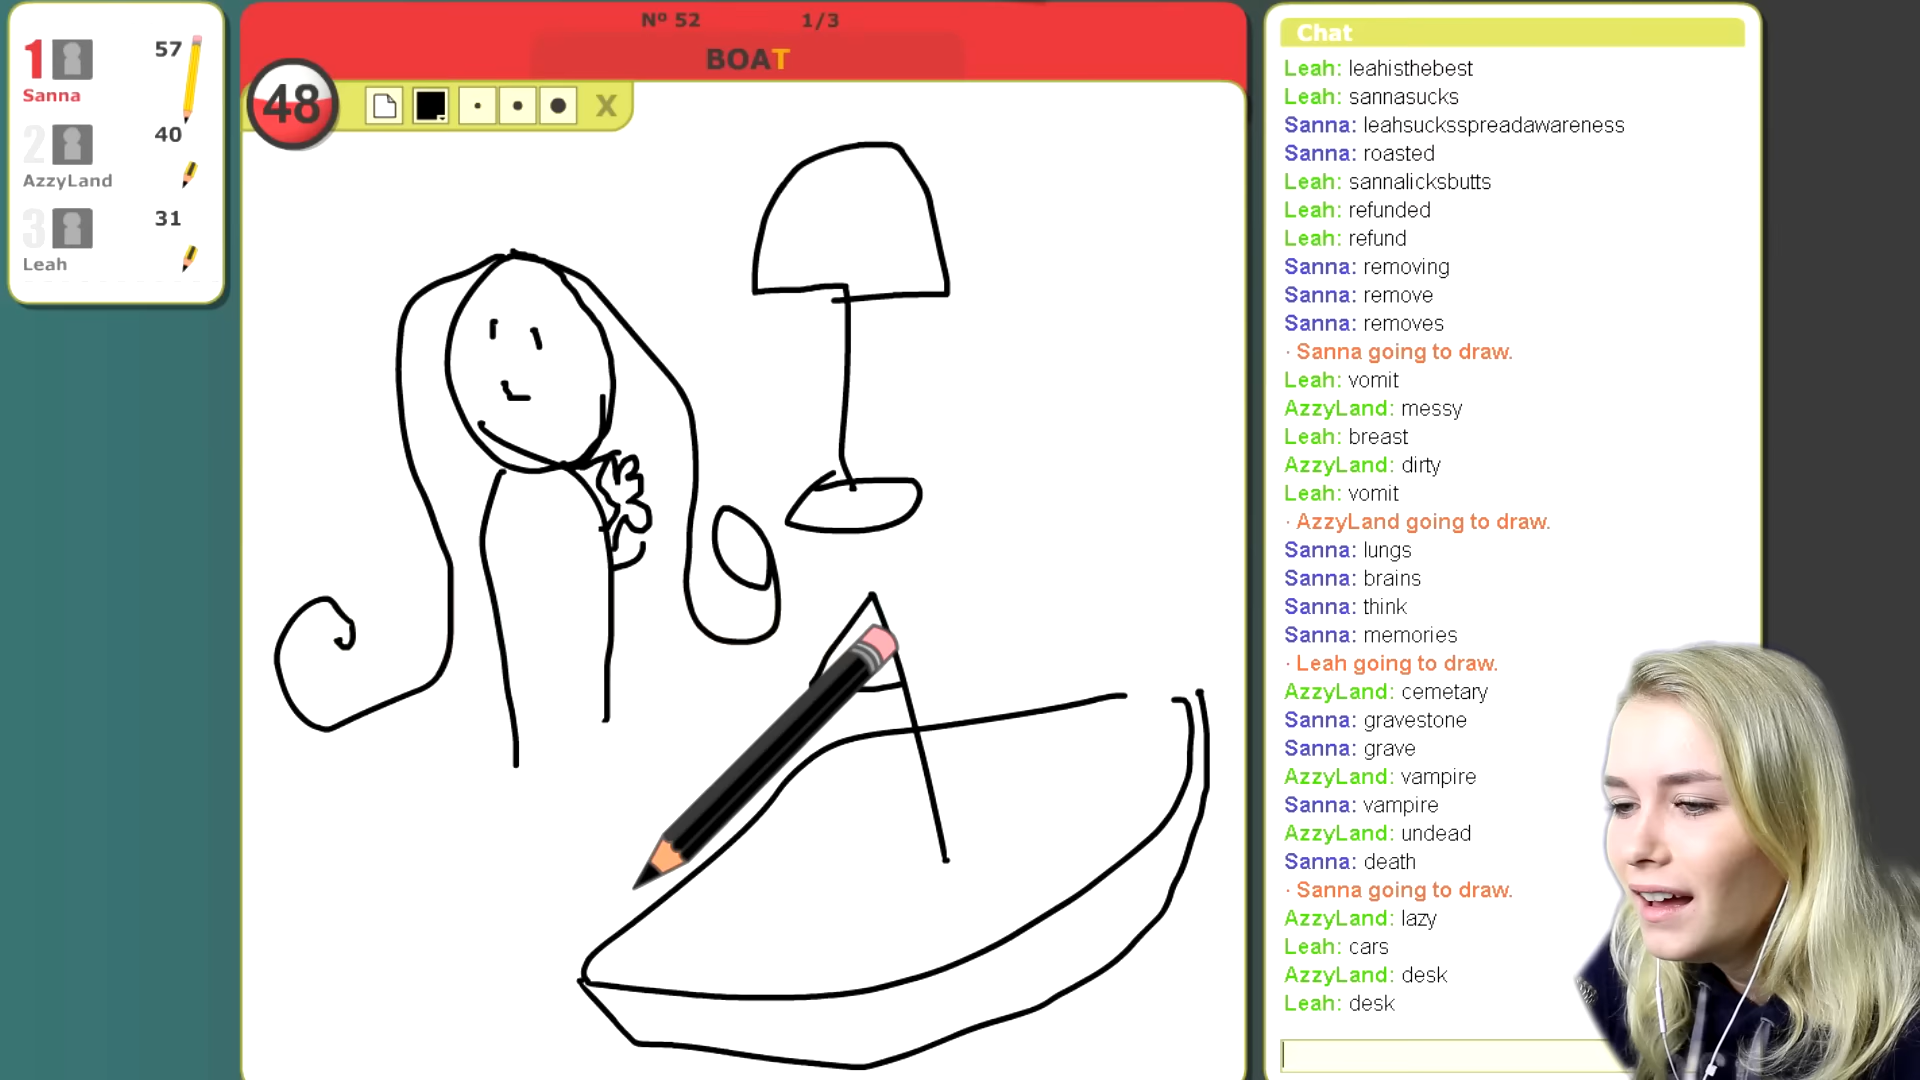 1
57
Sanna
2
40
AzzyLand
3
31
Leah
Nº 52
1/3
BOAT
48
X
Chat
Leah: leahisthebest
Leah: sannasucks
Sanna: leahsucksspreadawareness
Sanna: roasted
Leah: sannalicksbutts
Leah: refunded
Leah: refund
Sanna: removing
Sanna: remove
Sanna: removes
· Sanna going to draw.
Leah: vomit
AzzyLand: messy
Leah: breast
AzzyLand: dirty
Leah: vomit
· AzzyLand going to draw.
Sanna: lungs
Sanna: brains
Sanna: think
Sanna: memories
· Leah going to draw.
AzzyLand: cemetary
Sanna: gravestone
Sanna: grave
AzzyLand: vampire
Sanna: vampire
AzzyLand: undead
Sanna: death
· Sanna going to draw.
AzzyLand: lazy
Leah: cars
AzzyLand: desk
Leah: desk